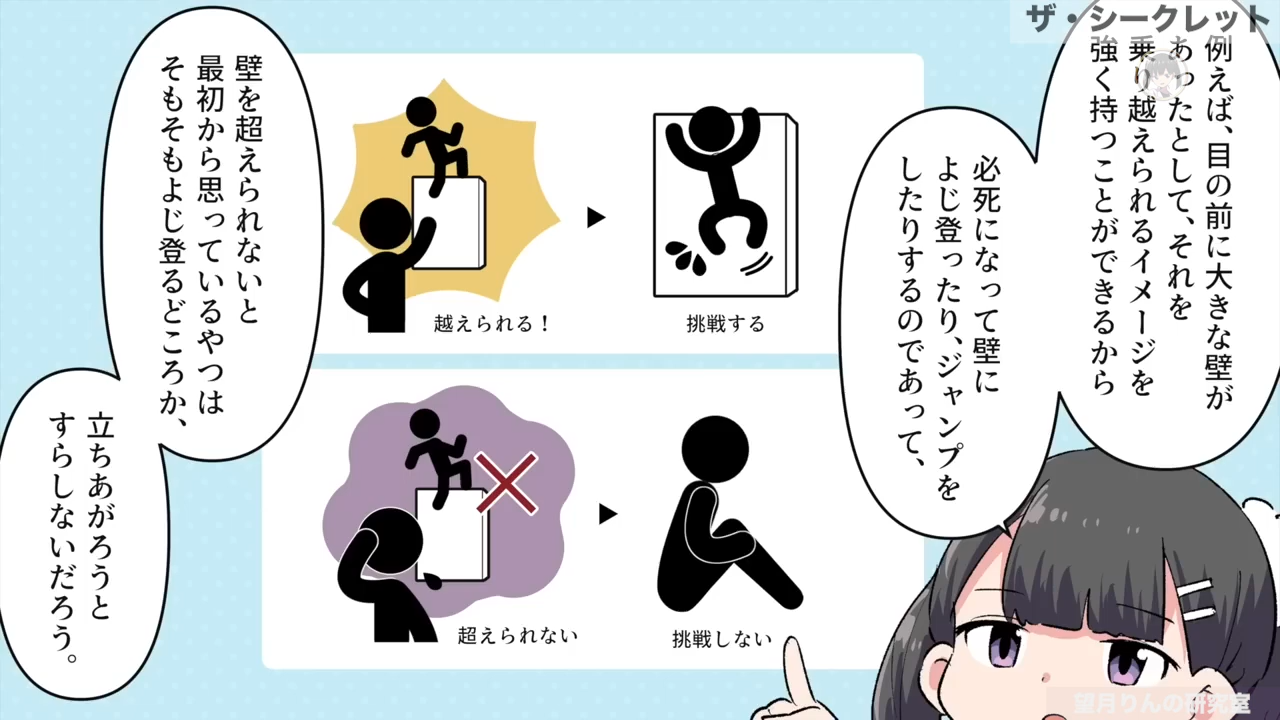 ザ・シークレット
例えば、目の前に大きな壁が
あったとして、それを
乗り越えられるイメージを
強く持つことができるから
必死になって壁に
よじ登ったり、ジャンプを
したりするのであって、
壁を超えられないと
最初から思っているやつは
そもそもよじ登るどころか、
立ちあがろうと
すらしないだろう。
越えられる！
挑戦する
超えられない
挑戦しない
望月りんの研究室